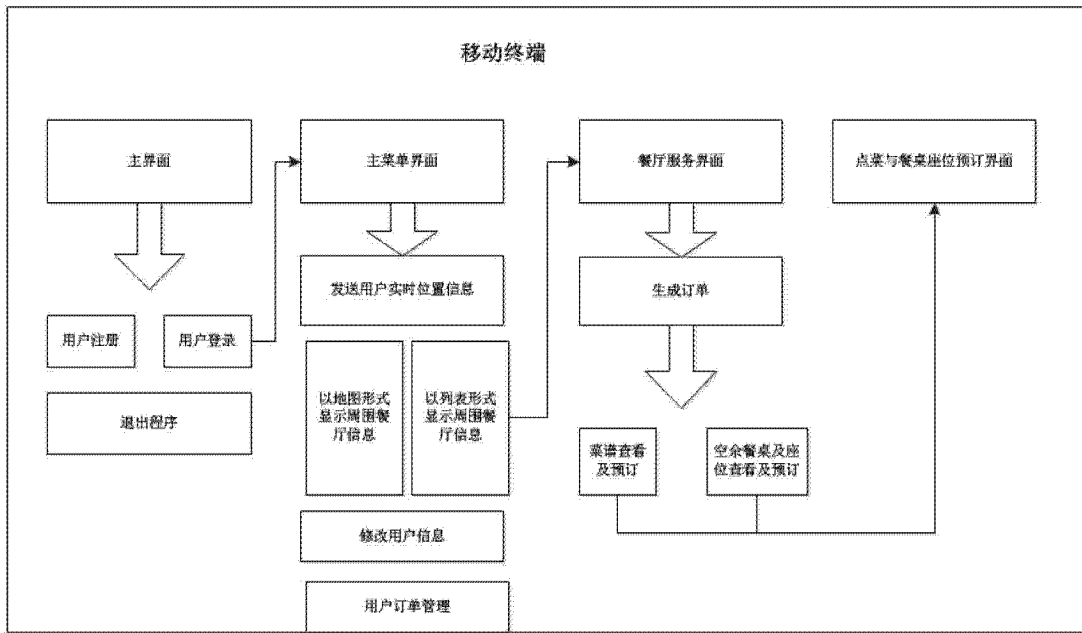 移动终端
主界面
主菜单界面
餐厅服务界面
点菜与餐桌座位预订界面
发送用户实时位置信息
生成订单
用户注册
用户登录
以地图形式
显示周围餐
厅信息
以列表形式
显示周围餐
厅信息
退出程序
菜谱查看
及预订
空余餐桌及座
位查看及预订
修改用户信息
用户订单管理